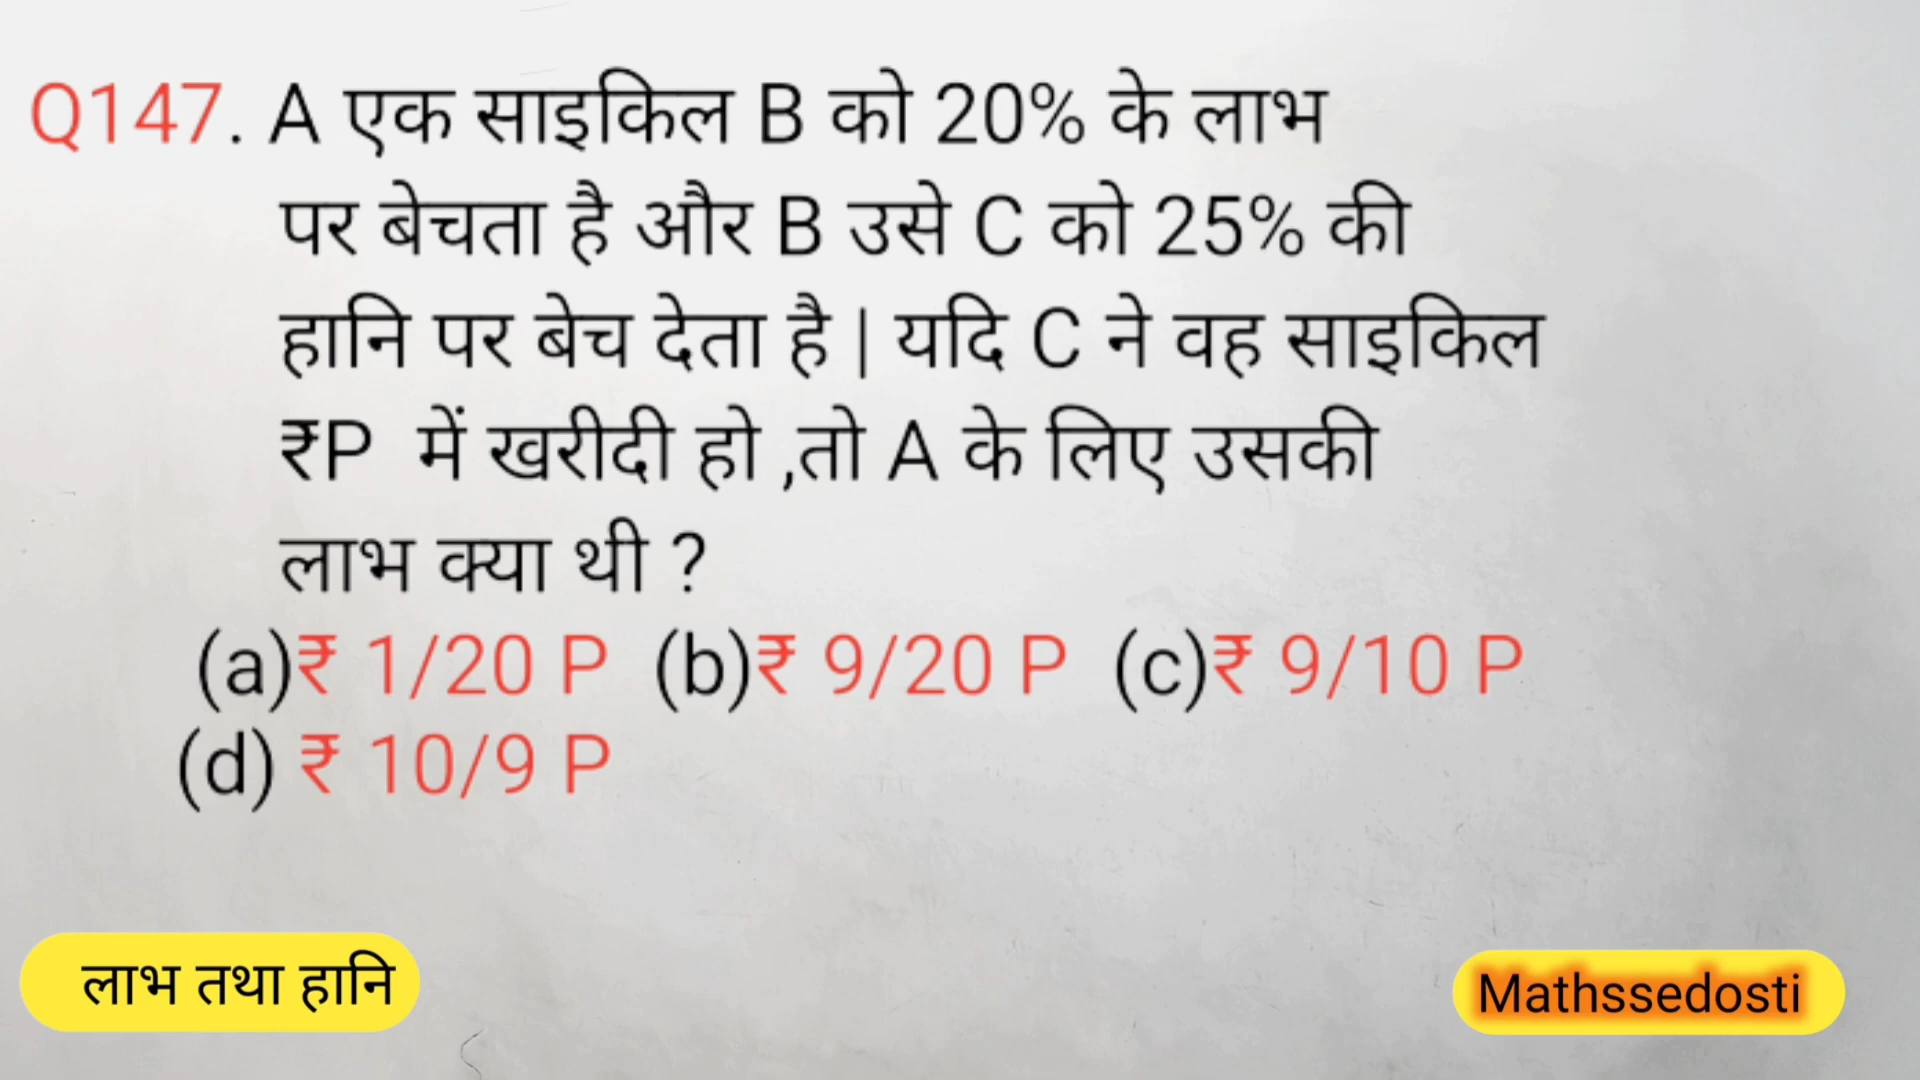 Q147. A एक साइकिल B को 20% के लाभ
पर बेचता है और B उसे C को 25% की
हानि पर बेच देता है | यदि C ने वह साइकिल
₹P में खरीदी हो ,तो A के लिए उसकी
लाभ क्या थी ?
(a)₹ 1/20 P (b)₹ 9/20 P (c)₹ 9/10 P
(d) ₹ 10/9 P
लाभ तथा हानि
Mathssedosti